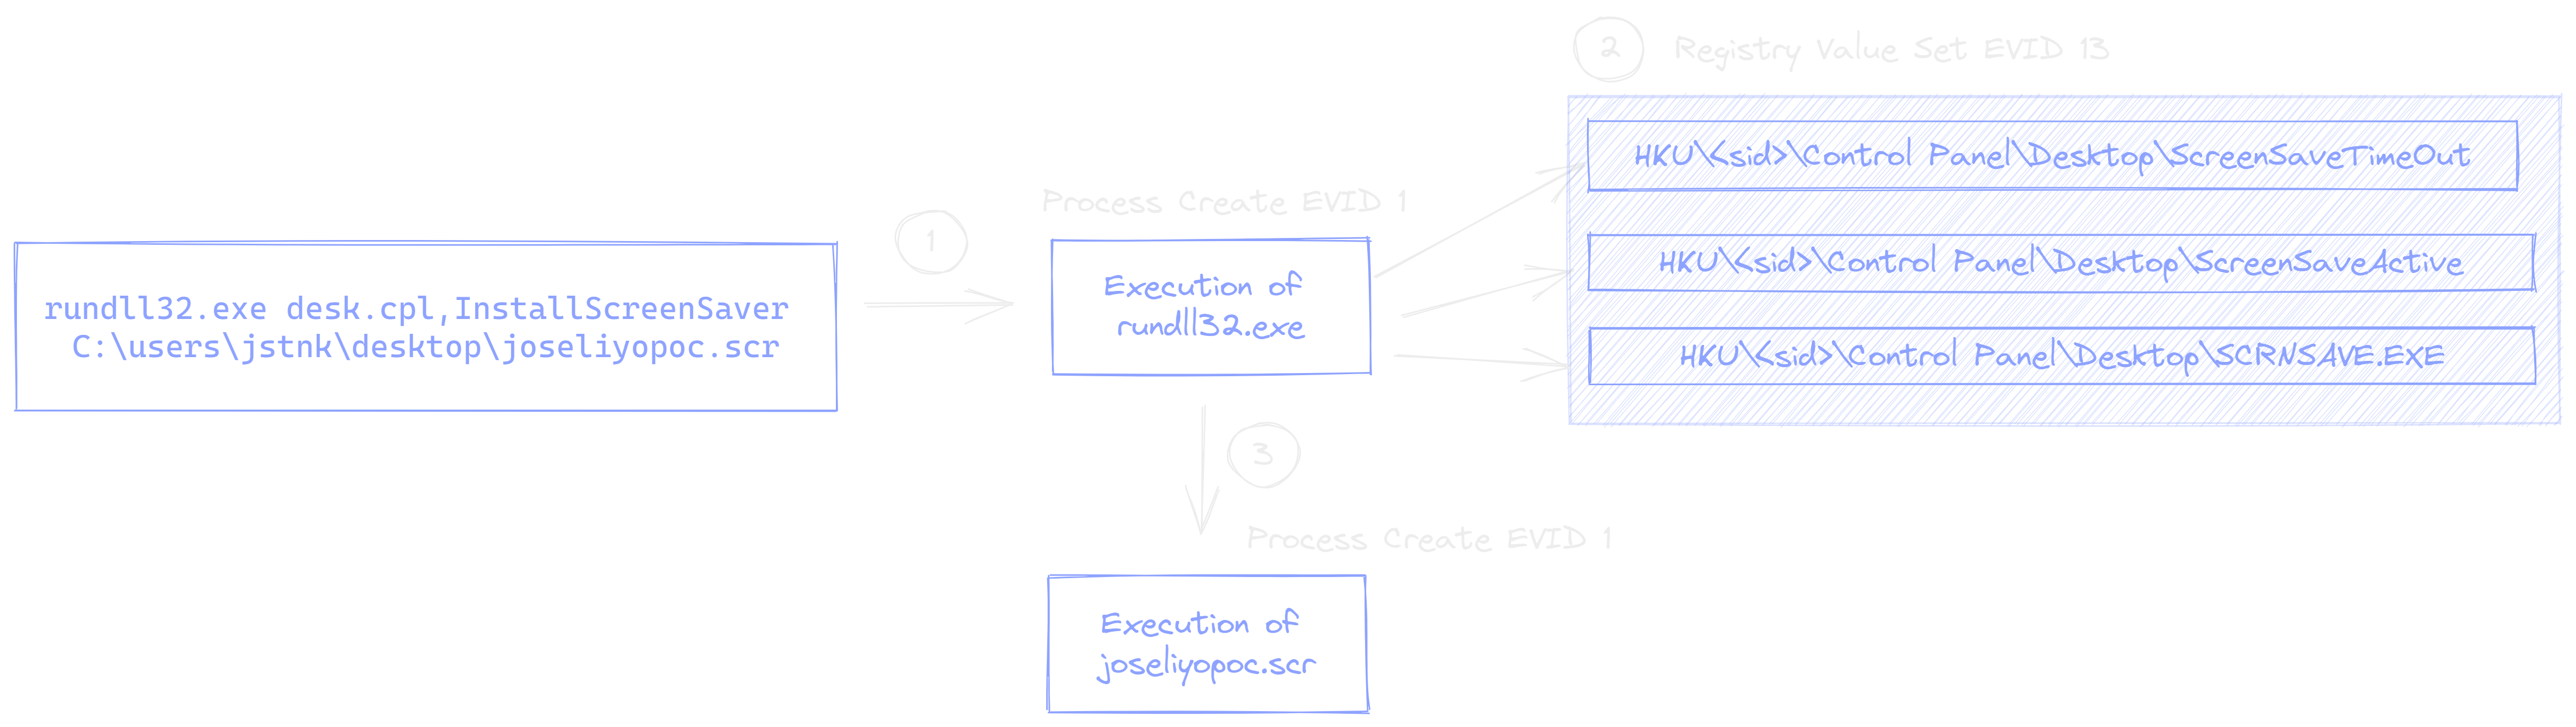 rundll32.exe desk.cpl,InstallScreenSaver
C:\users\jstnk\desktop\joseliyopoc.scr
1
Process Create EVID 1
Execution of
rundll32.exe
2
Registry Value Set EVID 13
HKU\<sid>\Control Panel\Desktop\ScreenSaveTimeOut
HKU\<sid>\Control Panel\Desktop\ScreenSaveActive
HKU\<sid>\Control Panel\Desktop\SCRNSAVE.EXE
3
Process Create EVID 1
Execution of
joseliyopoc.scr